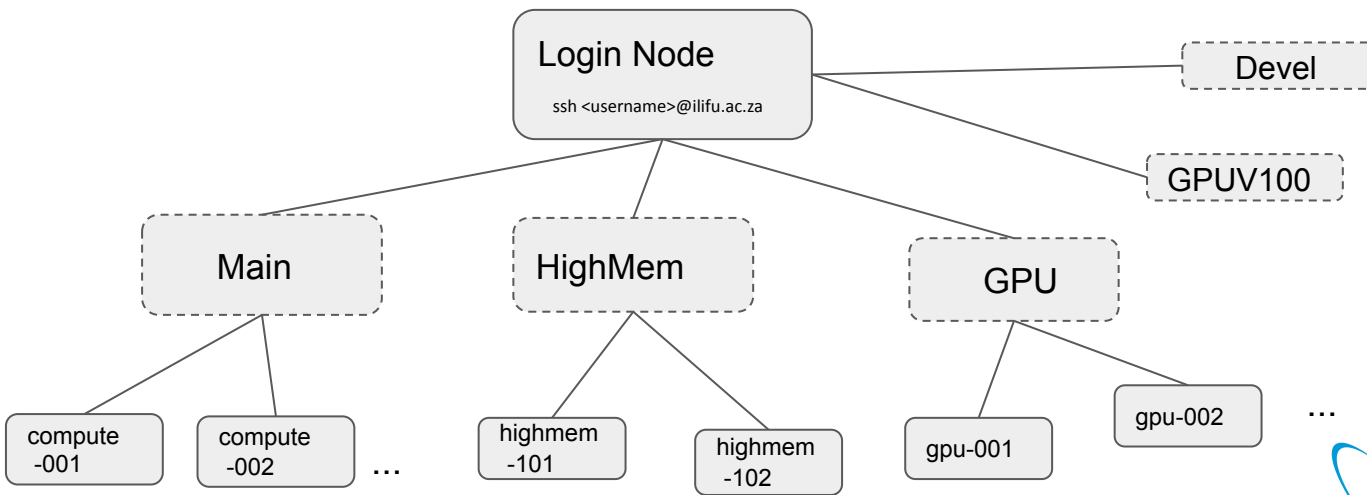 Login Node
ssh <username>@ilifu.ac.za
Devel
GPUV100
Main
HighMem
GPU
compute
-001
compute
-002
...
highmem
-101
highmem
-102
gpu-001
gpu-002
...